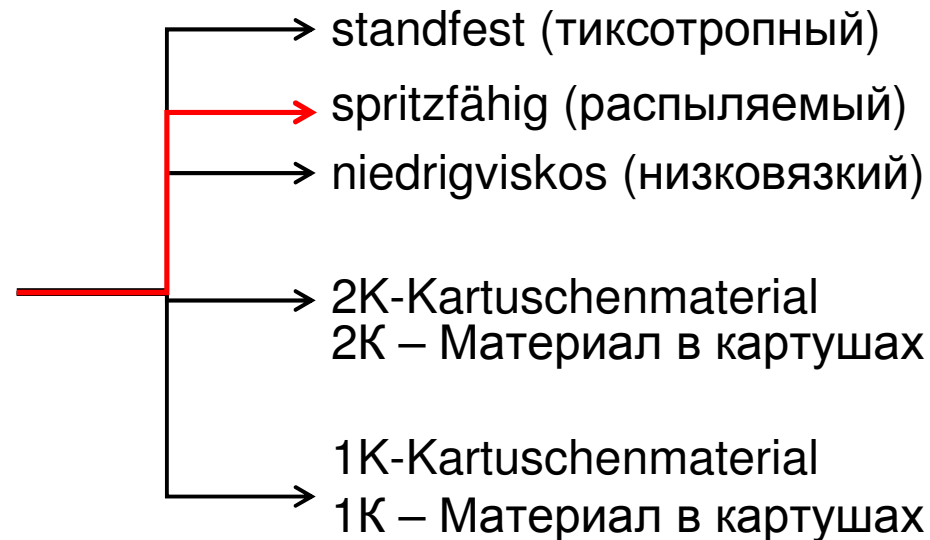 standfest (тиксотропный)
spritzfähig (распыляемый)
niedrigviskos (низковязкий)
2K-Kartuschenmaterial
2К – Материал в картушах
1K-Kartuschenmaterial
1К – Материал в картушах